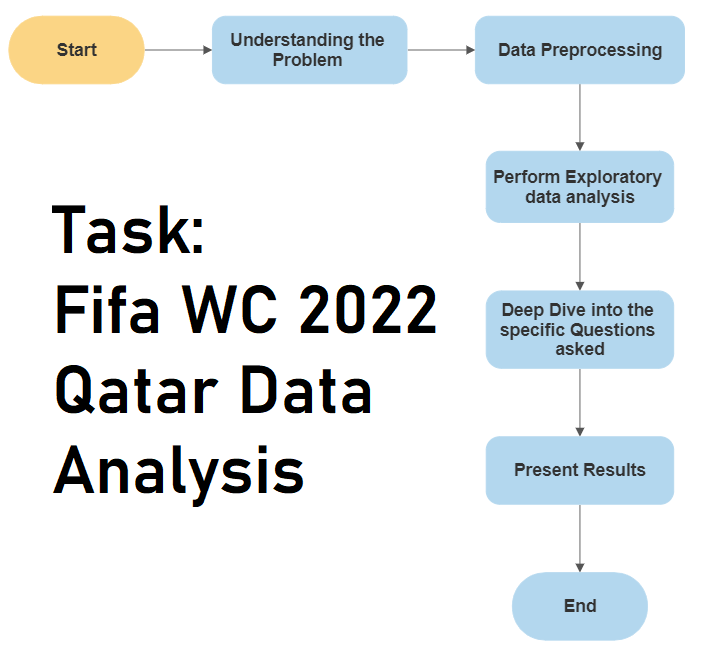 Start
Understanding the
Problem
Data Preprocessing
Perform Exploratory
data analysis
Deep Dive into the
specific Questions
asked
Present Results
End
Task:
Fifa WC 2022
Qatar Data
Analysis